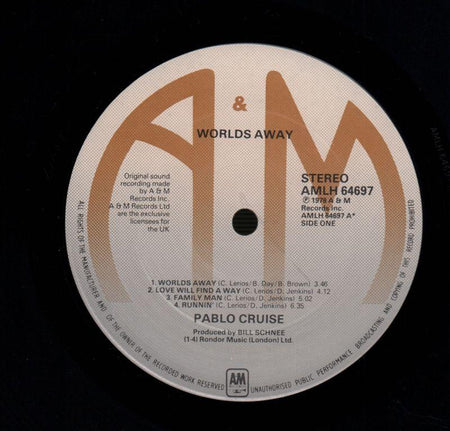 A & M
WORLDS AWAY
Original sound
recording made
by A & M
Records Inc.
A & M Records Ltd
are the exclusive
licensees for
the UK
STEREO
AMLH 64697
℗ 1978 A & M
Records Inc.
AMLH 64697 A*
SIDE ONE
1. WORLDS AWAY (C. Lerios/B. Day/B. Brown) 3.46
2. LOVE WILL FIND A WAY (C. Lerios/D. Jenkins) 4.12
3. FAMILY MAN (C. Lerios/D. Jenkins) 5.02
4. RUNNIN' (C. Lerios/D. Jenkins) 6.35
PABLO CRUISE
Produced by BILL SCHNEE
(1-4) Rondor Music (London) Ltd.
ALL RIGHTS OF THE MANUFACTURER AND OF THE OWNER OF THE RECORDED WORK RESERVED
AM
UNAUTHORISED PUBLIC PERFORMANCE BROADCASTING AND COPYING OF THIS RECORD PROHIBITED